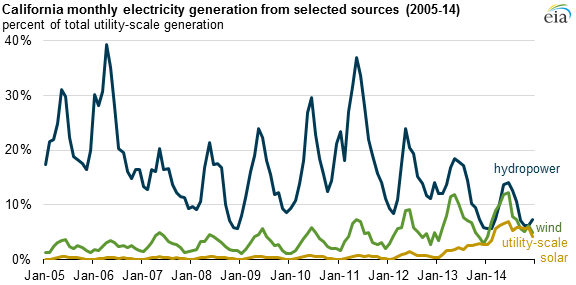 California monthly electricity generation from selected sources (2005-14)
percent of total utility-scale generation
eia
40%
30%
20%
10%
0%
hydropower
wind
utility-scale
solar
Jan-05 Jan-06 Jan-07 Jan-08 Jan-09 Jan-10 Jan-11 Jan-12 Jan-13 Jan-14